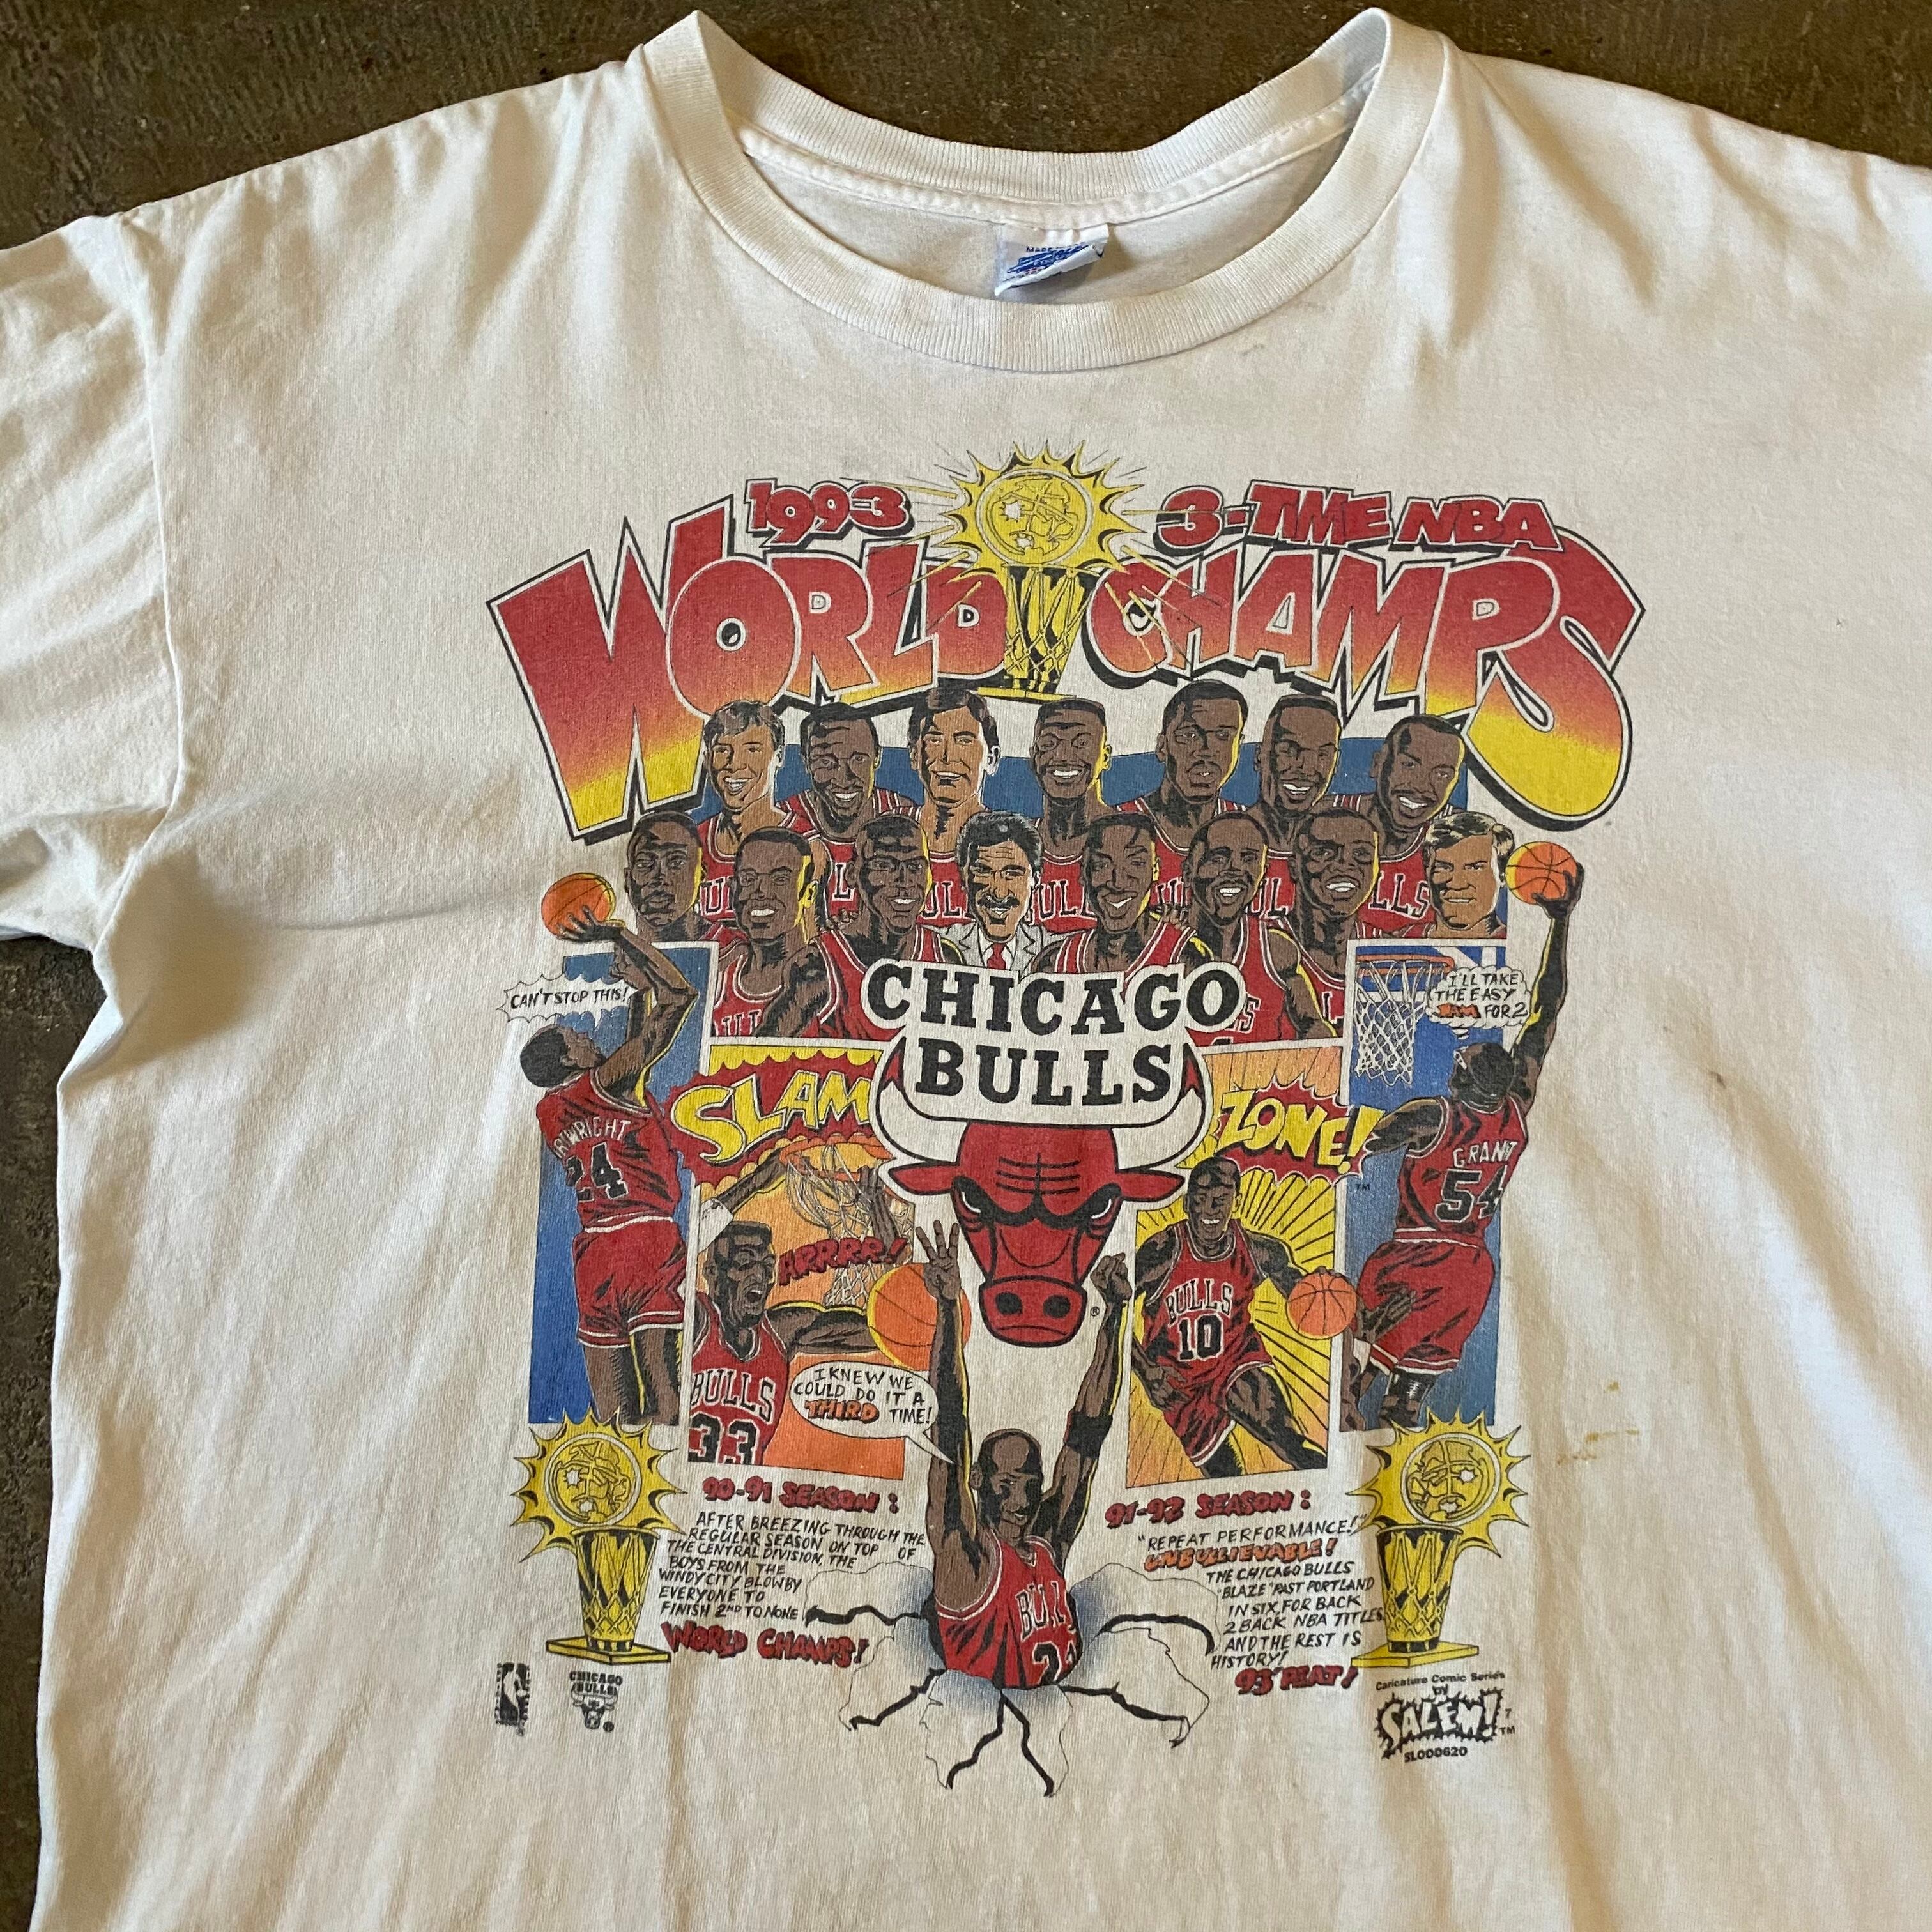 MADE
1993
3-TIME NBA
WORLD CHAMPS
CAN'T STOP THIS!
I'LL TAKE
THE EASY
JAM FOR 2
CHICAGO
BULLS
SLAM
ZONE!
TM
24
GRANT
54
ARRRR!
BULLS
33
BULLS
10
®
I KNEW WE
COULD DO IT A
THIRD TIME!
90-91 SEASON:
AFTER BREEZING THROUGH THE
REGULAR SEASON ON TOP OF
THE CENTRAL DIVISION, THE
BOYS FROM THE
WINDY CITY BLOWBY
EVERYONE TO
FINISH 2ND TO NONE
WORLD CHAMPS!
91-92 SEASON:
"REPEAT PERFORMANCE!"
UNBULLIEVABLE!
THE CHICAGO BULLS
"BLAZE" PAST PORTLAND
IN SIX, FOR BACK
2 BACK NBA TITLES
AND THE REST IS
HISTORY!
93'PEAT!
CHICAGO
BULLS
®
Caricature Comic Series
by
SALEM!
TM
SL000620